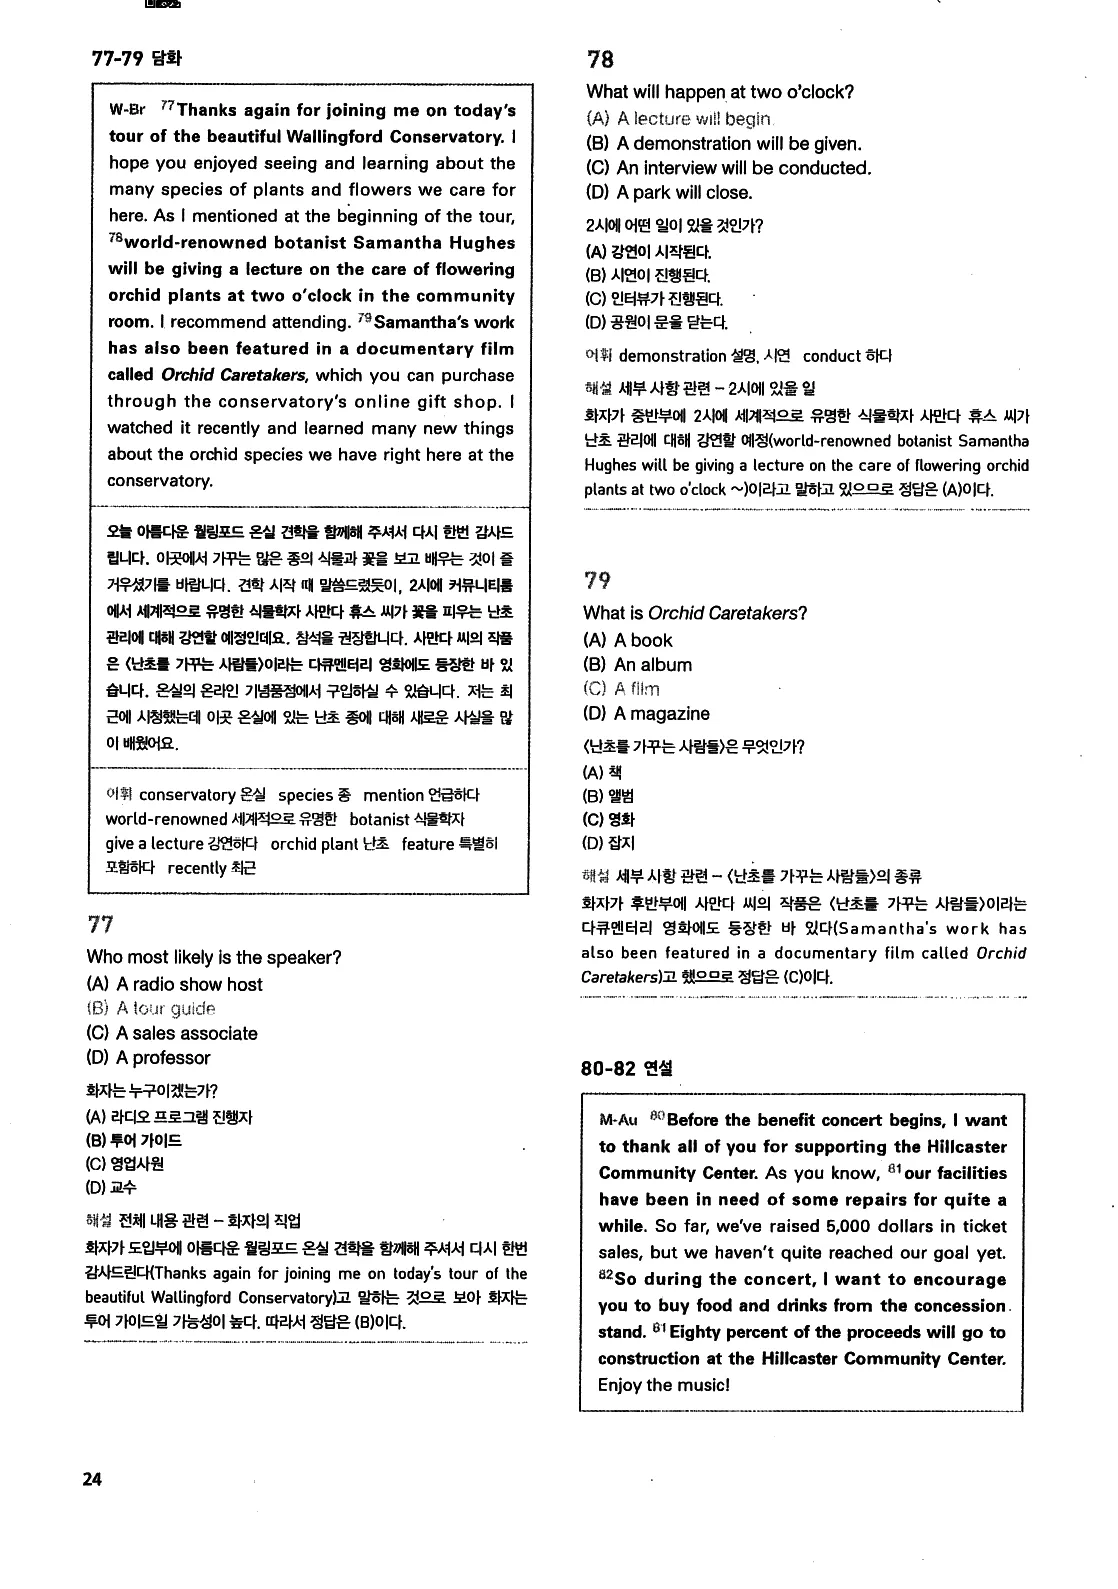 77-79 담화
W-Br 77Thanks again for joining me on today's
tour of the beautiful Wallingford Conservatory. I
hope you enjoyed seeing and learning about the
many species of plants and flowers we care for
here. As I mentioned at the beginning of the tour,
78world-renowned botanist Samantha Hughes
will be giving a lecture on the care of flowering
orchid plants at two o'clock in the community
room. I recommend attending. 79Samantha's work
has also been featured in a documentary film
called Orchid Caretakers, which you can purchase
through the conservatory's online gift shop. I
watched it recently and learned many new things
about the orchid species we have right here at the
conservatory.
오늘 아름다운 월링포드 온실 견학을 함께해 주셔서 다시 한번 감사드
립니다. 이곳에서 가꾸는 많은 종의 식물과 꽃을 보고 배우는 것이 즐
거우셨기를 바랍니다. 견학 시작 때 말씀드렸듯이, 2시에 커뮤니티룸
에서 세계적으로 유명한 식물학자 사만다 휴스 씨가 꽃을 피우는 난초
관리에 대해 강연할 예정인데요. 참석을 권장합니다. 사만다 씨의 작품
은 〈난초를 가꾸는 사람들〉이라는 다큐멘터리 영화에도 등장한 바 있
습니다. 온실의 온라인 기념품점에서 구입하실 수 있습니다. 저는 최
근에 시청했는데 이곳 온실에 있는 난초 종에 대해 새로운 사실을 많
이 배웠어요.
어휘 conservatory 온실 species 종 mention 언급하다
world-renowned 세계적으로 유명한 botanist 식물학자
give a lecture 강연하다 orchid plant 난초 feature 특별히
포함하다 recently 최근
77
Who most likely is the speaker?
(A) A radio show host
(B) A tour guide
(C) A sales associate
(D) A professor
화자는 누구이겠는가?
(A) 라디오 프로그램 진행자
(B) 투어 가이드
(C) 영업사원
(D) 교수
해설 전체 내용 관련 – 화자의 직업
화자가 도입부에 아름다운 월링포드 온실 견학을 함께해 주셔서 다시 한번
감사드린다(Thanks again for joining me on today's tour of the
beautiful Wallingford Conservatory)고 말하는 것으로 보아 화자는
투어 가이드일 가능성이 높다. 따라서 정답은 (B)이다.
24
78
What will happen at two o'clock?
(A) A lecture will begin.
(B) A demonstration will be given.
(C) An interview will be conducted.
(D) A park will close.
2시에 어떤 일이 있을 것인가?
(A) 강연이 시작된다.
(B) 시연이 진행된다.
(C) 인터뷰가 진행된다.
(D) 공원이 문을 닫는다.
어휘 demonstration 설명, 시연 conduct 하다
해설 세부 사항 관련 – 2시에 있을 일
화자가 중반부에 2시에 세계적으로 유명한 식물학자 사만다 휴스 씨가
난초 관리에 대해 강연할 예정(world-renowned botanist Samantha
Hughes will be giving a lecture on the care of flowering orchid
plants at two o'clock ~)이라고 말하고 있으므로 정답은 (A)이다.
79
What is Orchid Caretakers?
(A) A book
(B) An album
(C) A film
(D) A magazine
〈난초를 가꾸는 사람들〉은 무엇인가?
(A) 책
(B) 앨범
(C) 영화
(D) 잡지
해설 세부 사항 관련 – 〈난초를 가꾸는 사람들〉의 종류
화자가 후반부에 사만다 씨의 작품은 〈난초를 가꾸는 사람들〉이라는
다큐멘터리 영화에도 등장한 바 있다(Samantha's work has
also been featured in a documentary film called Orchid
Caretakers)고 했으므로 정답은 (C)이다.
80-82 연설
M-Au 80Before the benefit concert begins, I want
to thank all of you for supporting the Hillcaster
Community Center. As you know, 81our facilities
have been in need of some repairs for quite a
while. So far, we've raised 5,000 dollars in ticket
sales, but we haven't quite reached our goal yet.
82So during the concert, I want to encourage
you to buy food and drinks from the concession
stand. 81Eighty percent of the proceeds will go to
construction at the Hillcaster Community Center.
Enjoy the music!